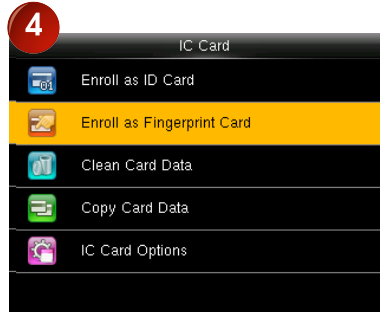 4
IC Card
Enroll as ID Card
Enroll as Fingerprint Card
Clean Card Data
Copy Card Data
IC Card Options